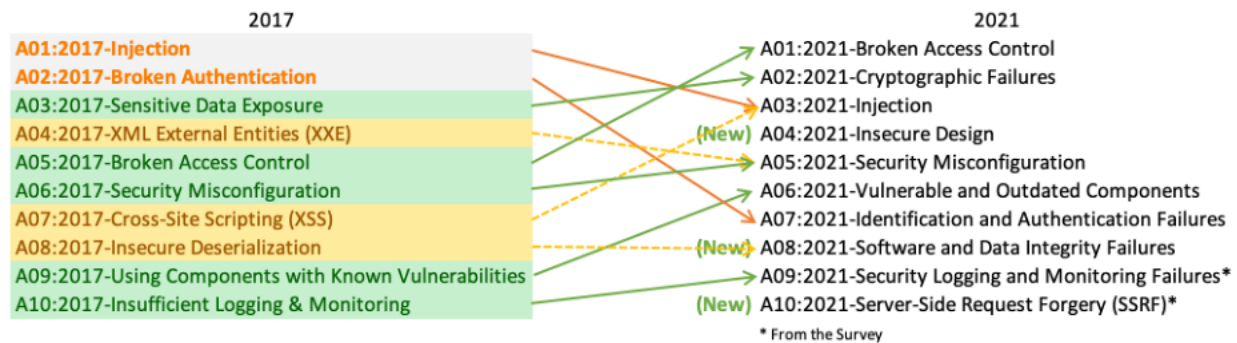 2017
A01:2017-Injection
A02:2017-Broken Authentication
A03:2017-Sensitive Data Exposure
A04:2017-XML External Entities (XXE)
A05:2017-Broken Access Control
A06:2017-Security Misconfiguration
A07:2017-Cross-Site Scripting (XSS)
A08:2017-Insecure Deserialization
A09:2017-Using Components with Known Vulnerabilities
A10:2017-Insufficient Logging & Monitoring
2021
A01:2021-Broken Access Control
A02:2021-Cryptographic Failures
A03:2021-Injection
(New) A04:2021-Insecure Design
A05:2021-Security Misconfiguration
A06:2021-Vulnerable and Outdated Components
A07:2021-Identification and Authentication Failures
(New) A08:2021-Software and Data Integrity Failures
A09:2021-Security Logging and Monitoring Failures*
(New) A10:2021-Server-Side Request Forgery (SSRF)*
* From the Survey